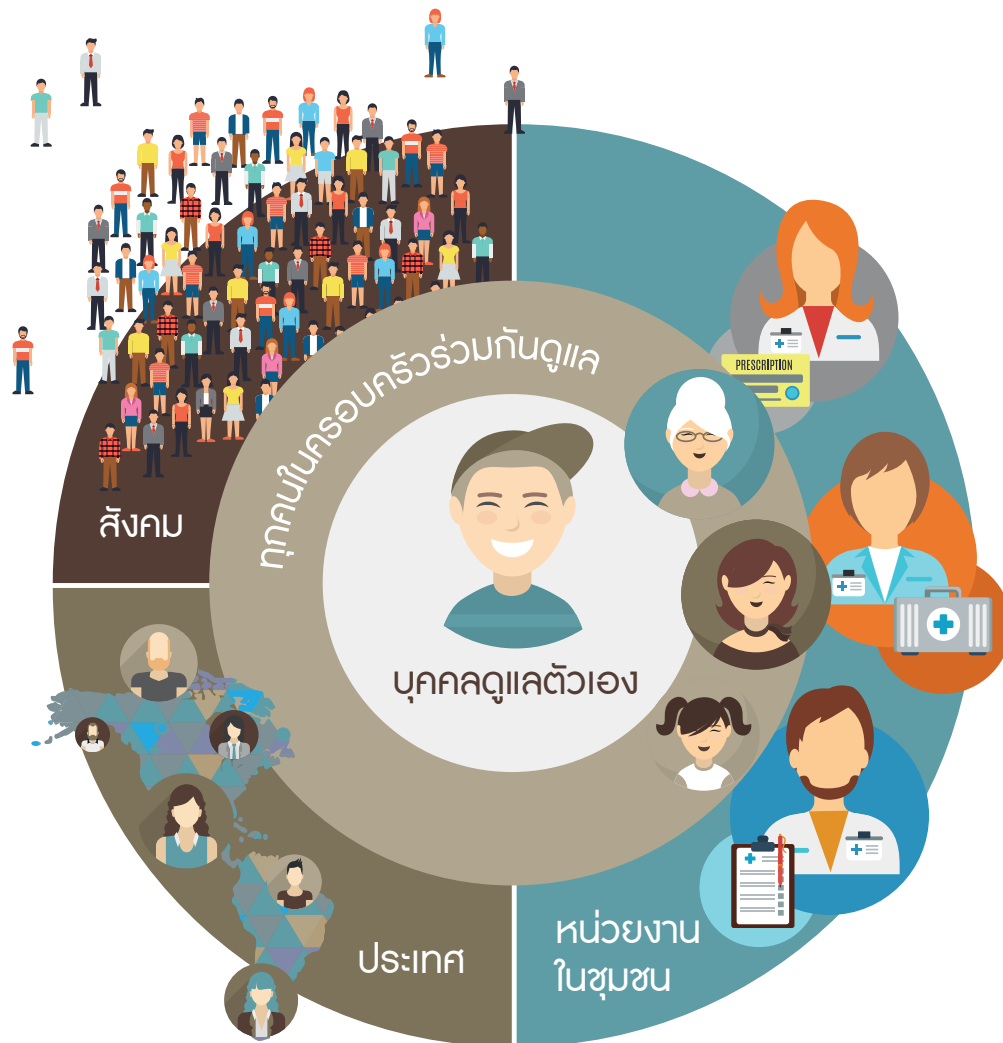 PRESCRIPTION
ทุกคนในครอบครัวร่วมกันดูแล
สังคม
บุคคลดูแลตัวเอง
ประเทศ
หน่วยงาน
ในชุมชน